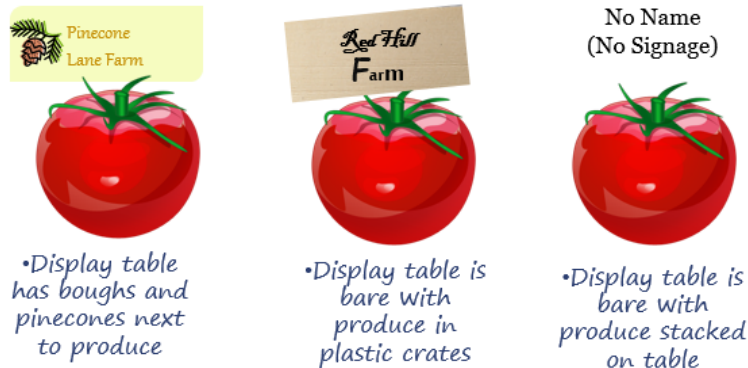 Pinecone
Lane Farm
•Display table
has boughs and
pinecones next
to produce
Red Hill
Farm
•Display table is
bare with
produce in
plastic crates
No Name
(No Signage)
•Display table is
bare with
produce stacked
on table